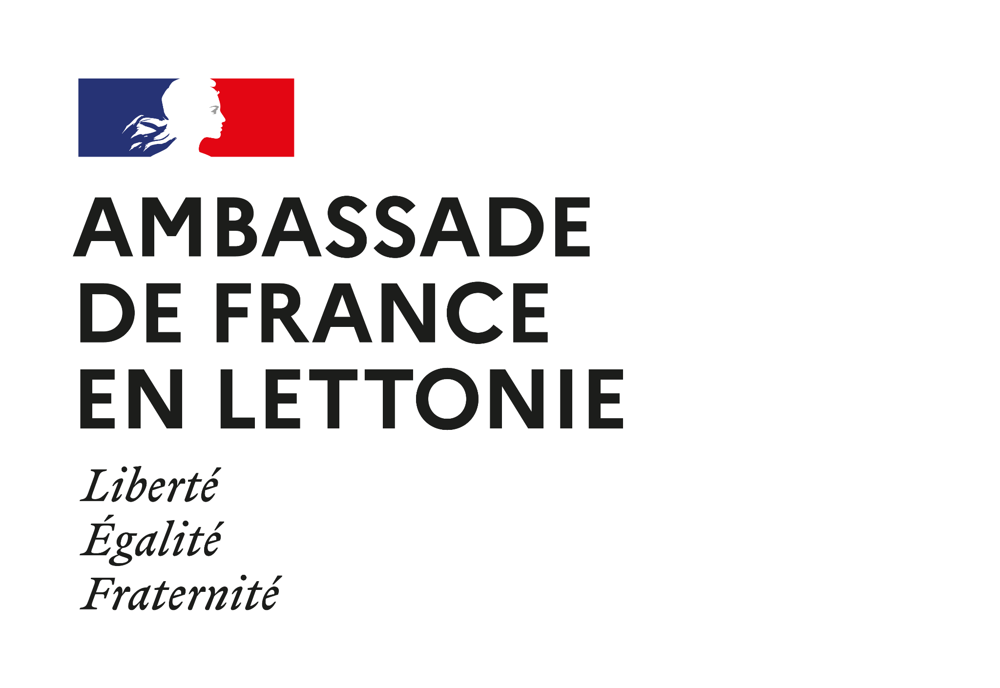 AMBASSADE
DE FRANCE
EN LETTONIE
Liberté
Égalité
Fraternité